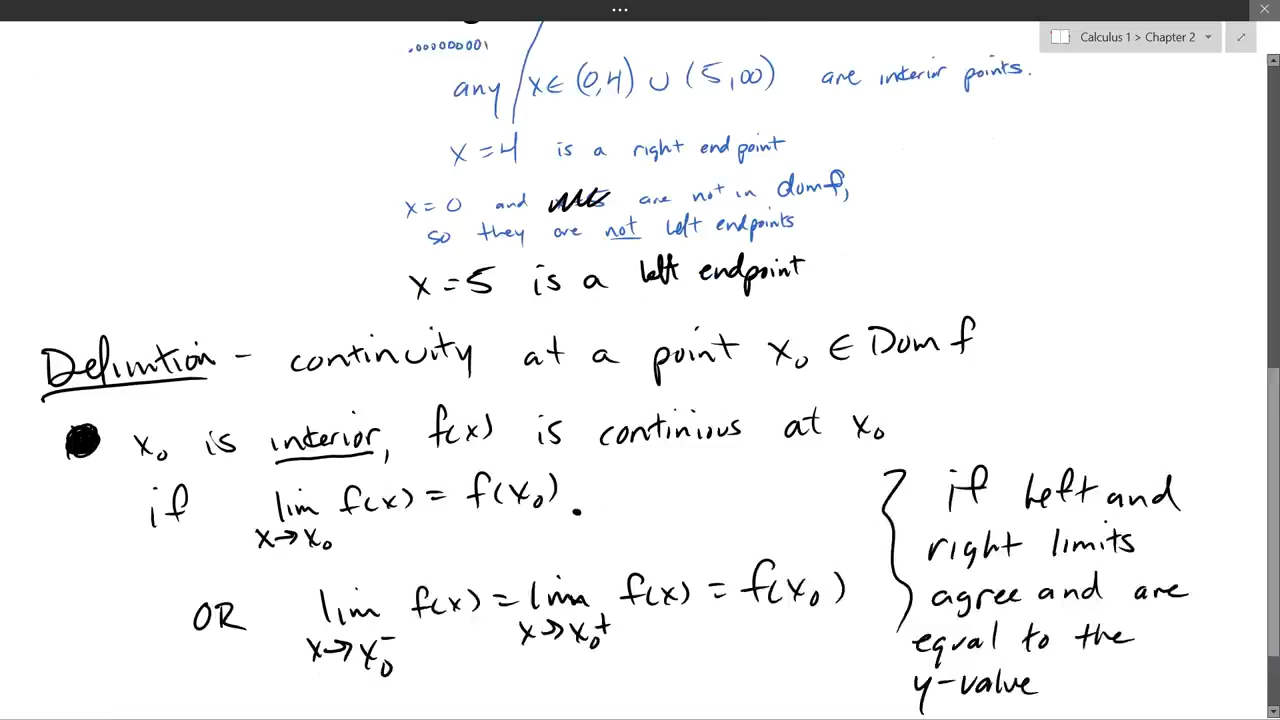 Calculus 1 > Chapter 2
.000000001
any x∈ (0,4) ∪ (5,∞) are interior points.
x = 4 is a right endpoint
x = 0 and are not in domf,
so they are not left endpoints
x = 5 is a left endpoint
Definition - continuity at a point x₀ ∈ Dom f
x₀ is interior, f(x) is continious at x₀
if lim f(x) = f(x₀).
x→x₀
OR lim f(x) = lim f(x) = f(x₀)
x→x₀⁻ x→x₀⁺
if left and
right limits
agree and are
equal to the
y-value